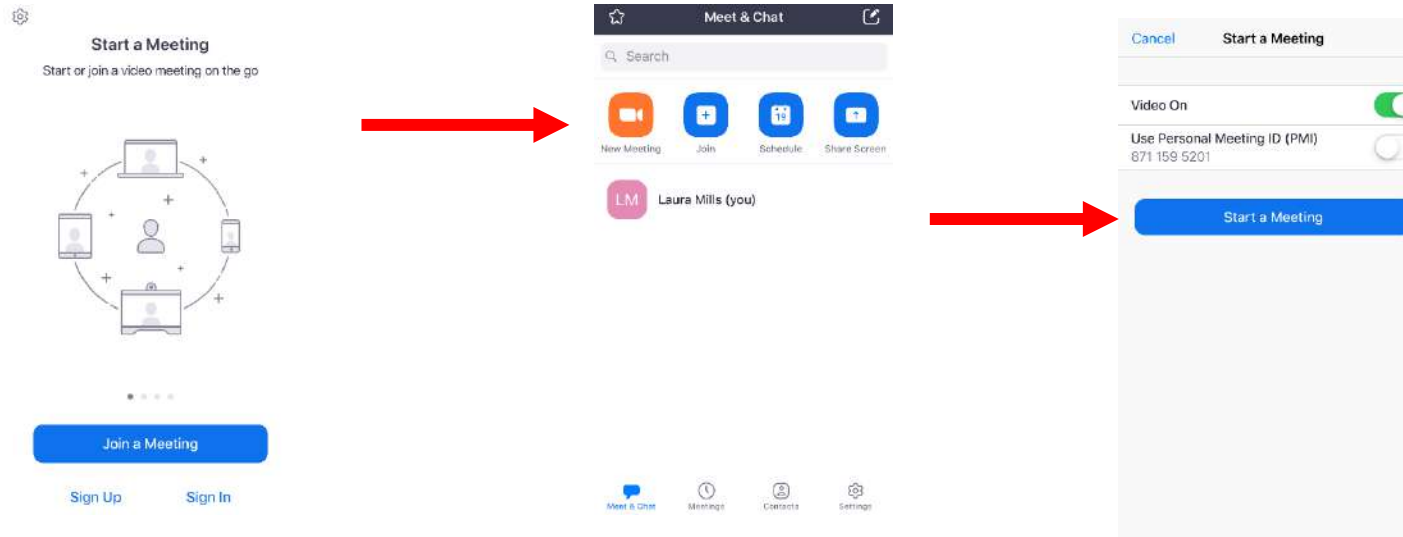 Start a Meeting
Start or join a video meeting on the go
Join a Meeting
Sign Up Sign In
Meet & Chat
Search
19
New Meeting Join Schedule Share Screen
LM Laura Mills (you)
Meet & Chat Meetings Contacts Settings
Cancel Start a Meeting
Video On
Use Personal Meeting ID (PMI)
871 159 5201
Start a Meeting